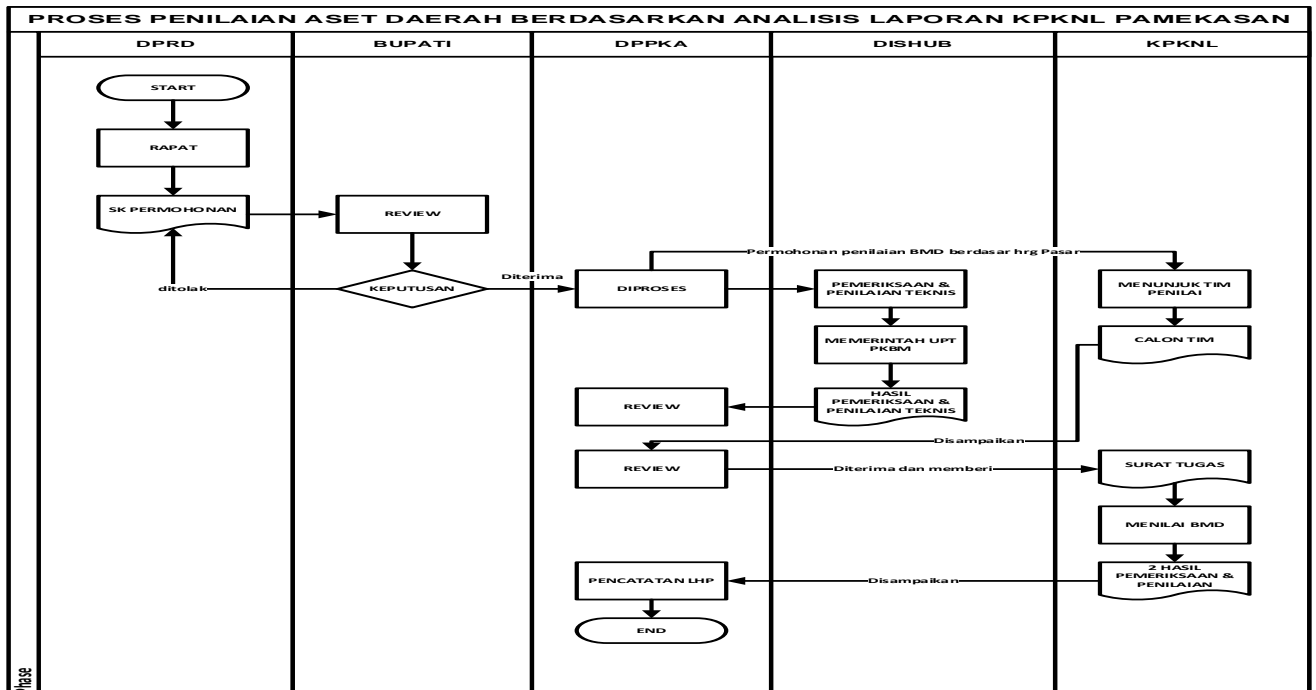 PROSES PENILAIAN ASET DAERAH BERDASARKAN ANALISIS LAPORAN KPKNL PAMEKASAN
DPRD
BUPATI
DPPKA
DISHUB
KPKNL
START
RAPAT
SK PERMOHONAN
REVIEW
Permohonan penilaian BMD berdasar hrg Pasar
ditolak
KEPUTUSAN
Diterima
DIPROSES
PEMERIKSAAN &
PENILAIAN TEKNIS
MENUNJUK TIM
PENILAI
MEMERINTAH UPT
PKBM
CALON TIM
REVIEW
HASIL
PEMERIKSAAN &
PENILAIAN TEKNIS
Disampaikan
REVIEW
Diterima dan memberi
SURAT TUGAS
MENILAI BMD
PENCATATAN LHP
Disampaikan
2 HASIL
PEMERIKSAAN &
PENILAIAN
END
Phase